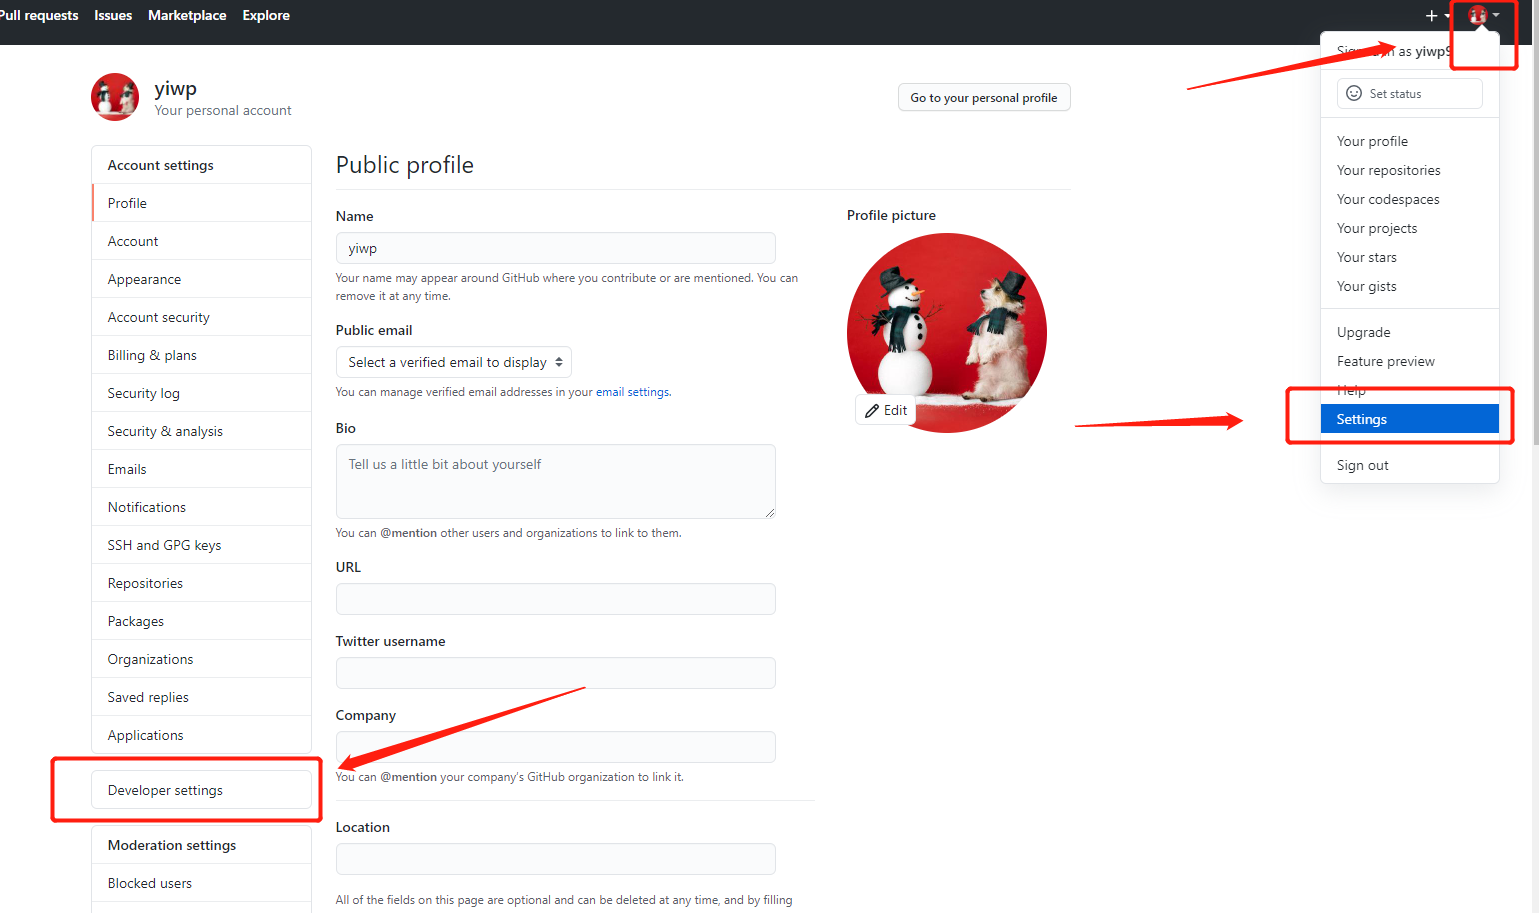 Pull requests Issues Marketplace Explore
Signed in as yiwp9
Set status
Your profile
Your repositories
Your codespaces
Your projects
Your stars
Your gists
Upgrade
Feature preview
Help
Settings
Sign out
yiwp
Your personal account
Go to your personal profile
Account settings
Profile
Account
Appearance
Account security
Billing & plans
Security log
Security & analysis
Emails
Notifications
SSH and GPG keys
Repositories
Packages
Organizations
Saved replies
Applications
Developer settings
Moderation settings
Blocked users
Public profile
Name
yiwp
Your name may appear around GitHub where you contribute or are mentioned. You can
remove it at any time.
Public email
Select a verified email to display
You can manage verified email addresses in your email settings.
Bio
Tell us a little bit about yourself
You can @mention other users and organizations to link to them.
URL
Twitter username
Company
You can @mention your company's GitHub organization to link it.
Location
All of the fields on this page are optional and can be deleted at any time, and by filling
Profile picture
Edit